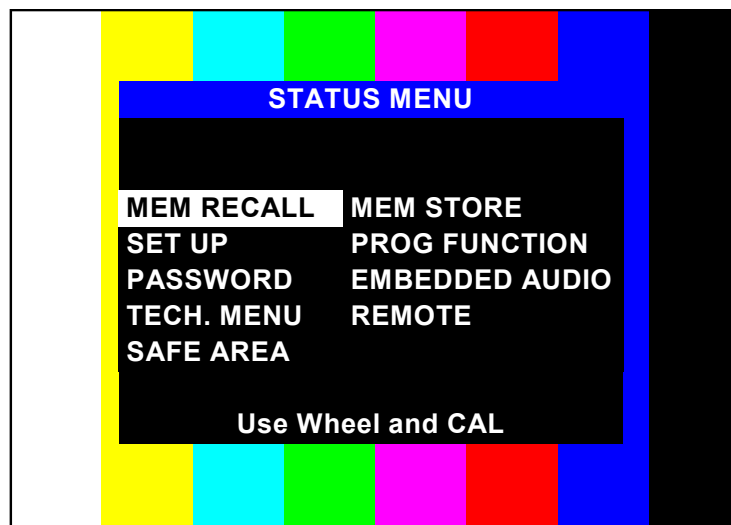 STATUS MENU
MEM RECALL MEM STORE
SET UP PROG FUNCTION
PASSWORD EMBEDDED AUDIO
TECH. MENU REMOTE
SAFE AREA
Use Wheel and CAL